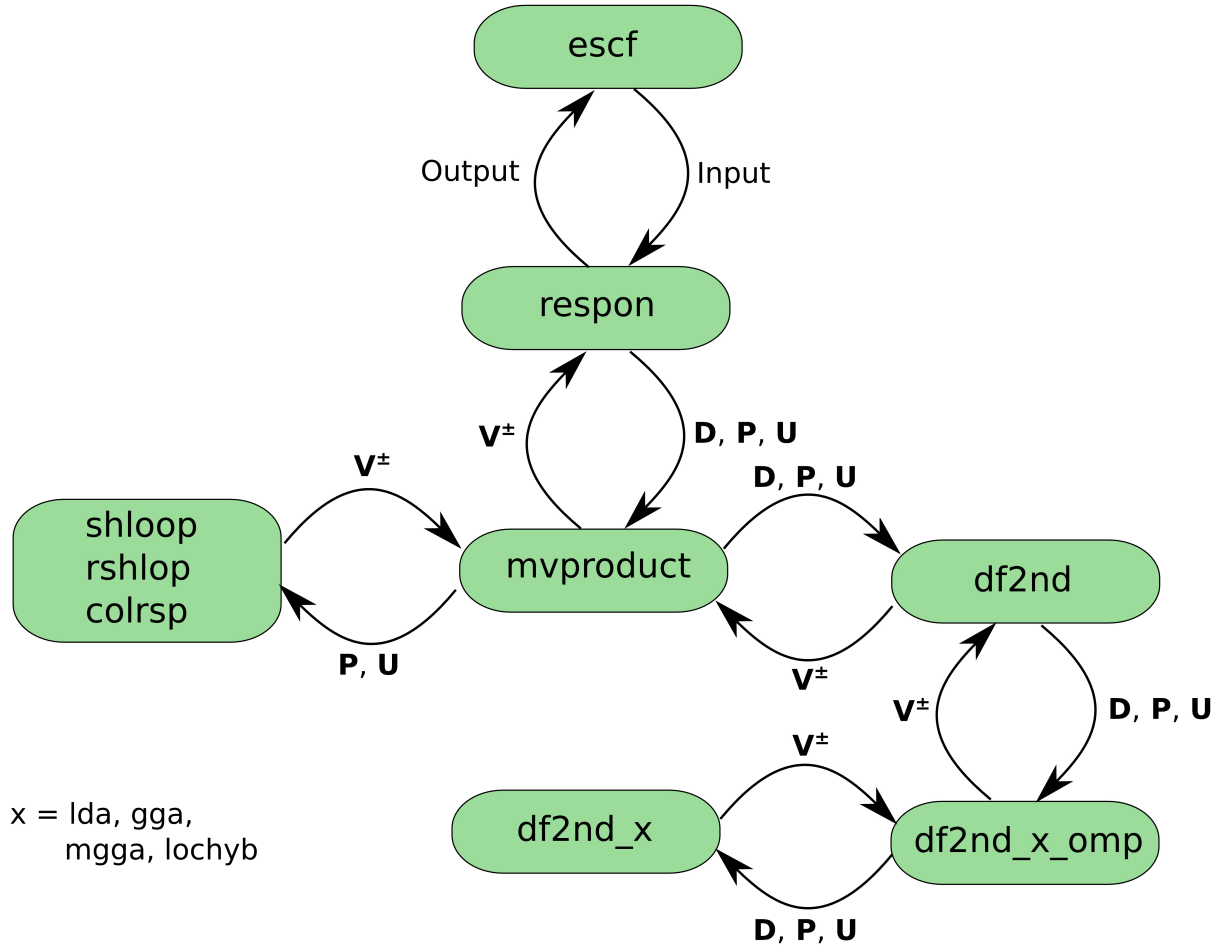 escf
Output
Input
respon
V±
D, P, U
V±
D, P, U
shloop
rshlop
colrsp
mvproduct
df2nd
P, U
V±
V±
D, P, U
V±
x = lda, gga,
mgga, lochyb
df2nd_x
df2nd_x_omp
D, P, U